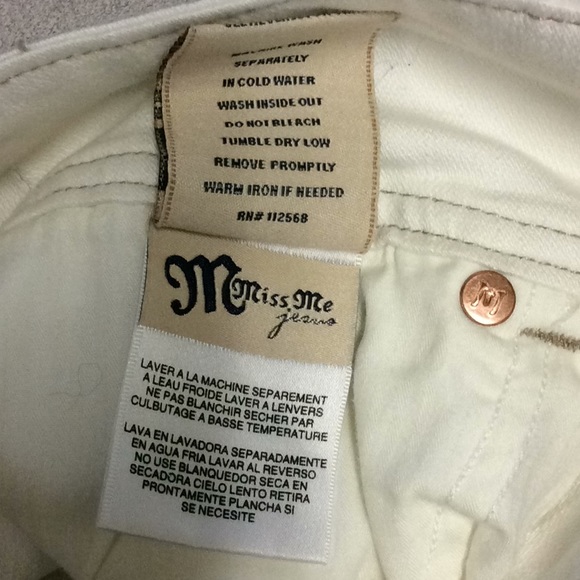 MACHINE WASH
SEPARATELY
IN COLD WATER
WASH INSIDE OUT
DO NOT BLEACH
TUMBLE DRY LOW
REMOVE PROMPTLY
WARM IRON IF NEEDED
RN# 112568
M Miss Me
jeans
LAVER A LA MACHINE SEPAREMENT
A LEAU FROIDE LAVER A LENVERS
NE PAS BLANCHIR SECHER PAR
CULBUTAGE A BASSE TEMPERATURE
LAVA EN LAVADORA SEPARADAMENTE
EN AGUA FRIA LAVAR AL REVERSO
NO USE BLANQUEDOR SECA EN
SECADORA CIELO LENTO RETIRA
PRONTAMENTE PLANCHA SI
SE NECESITE
M